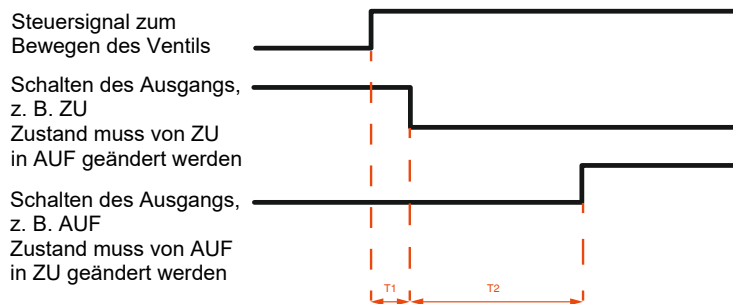 Steuersignal zum
Bewegen des Ventils
Schalten des Ausgangs,
z. B. ZU
Zustand muss von ZU
in AUF geändert werden
Schalten des Ausgangs,
z. B. AUF
Zustand muss von AUF
in ZU geändert werden
T1
T2